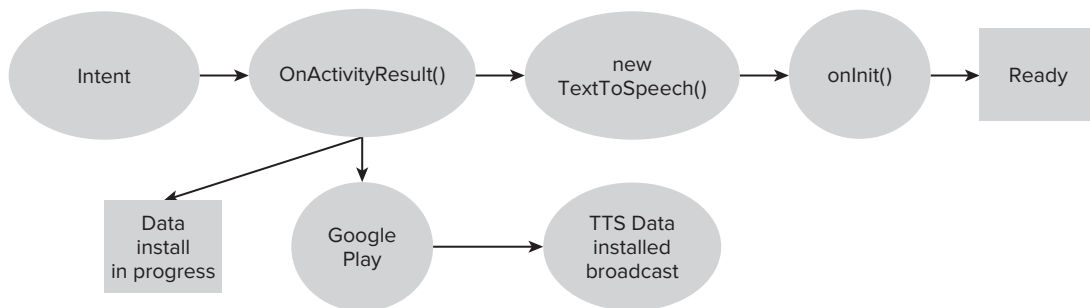 Intent
OnActivityResult()
new
TextToSpeech()
onInit()
Ready
Data
install
in progress
Google
Play
TTS Data
installed
broadcast